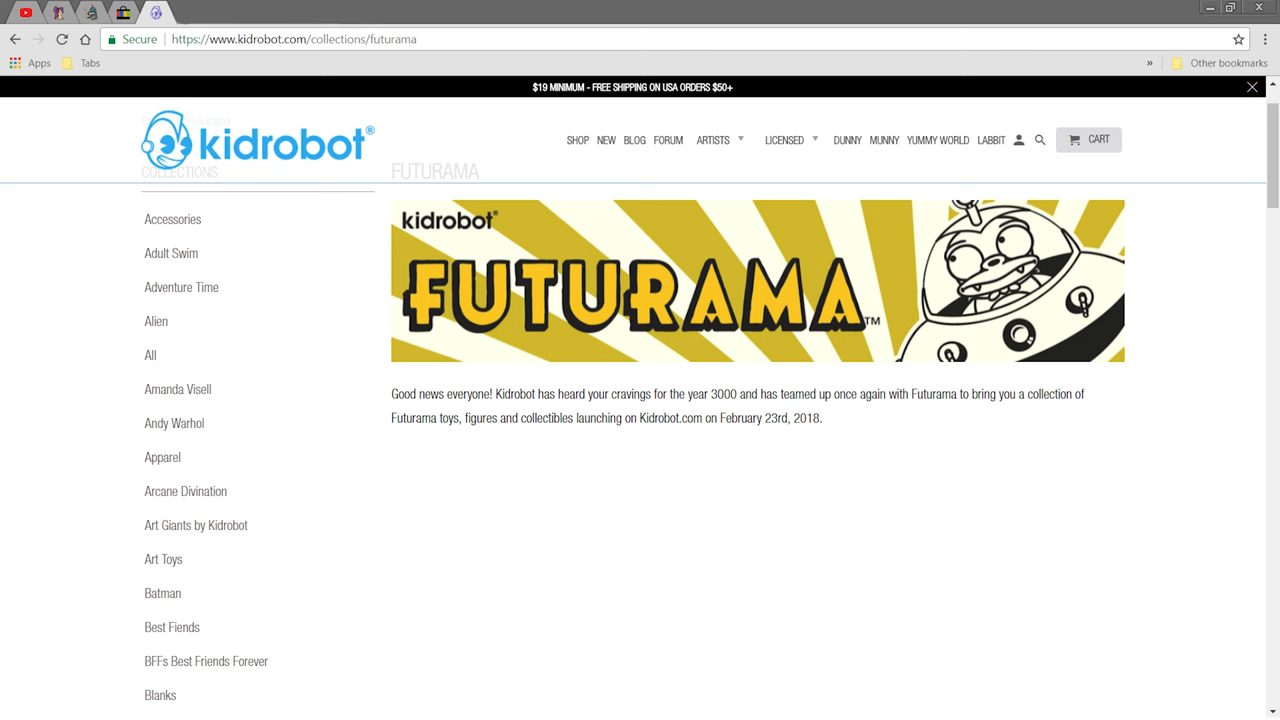 Secure https://www.kidrobot.com/collections/futurama
Apps Tabs » Other bookmarks
$19 MINIMUM - FREE SHIPPING ON USA ORDERS $50+
kidrobot®
SHOP NEW BLOG FORUM ARTISTS LICENSED DUNNY MUNNY YUMMY WORLD LABBIT CART
COLLECTIONS
FUTURAMA
Accessories
Adult Swim
Adventure Time
Alien
All
Amanda Visell
Andy Warhol
Apparel
Arcane Divination
Art Giants by Kidrobot
Art Toys
Batman
Best Fiends
BFFs Best Friends Forever
Blanks
kidrobot®
FUTURAMA™
Good news everyone! Kidrobot has heard your cravings for the year 3000 and has teamed up once again with Futurama to bring you a collection of
Futurama toys, figures and collectibles launching on Kidrobot.com on February 23rd, 2018.